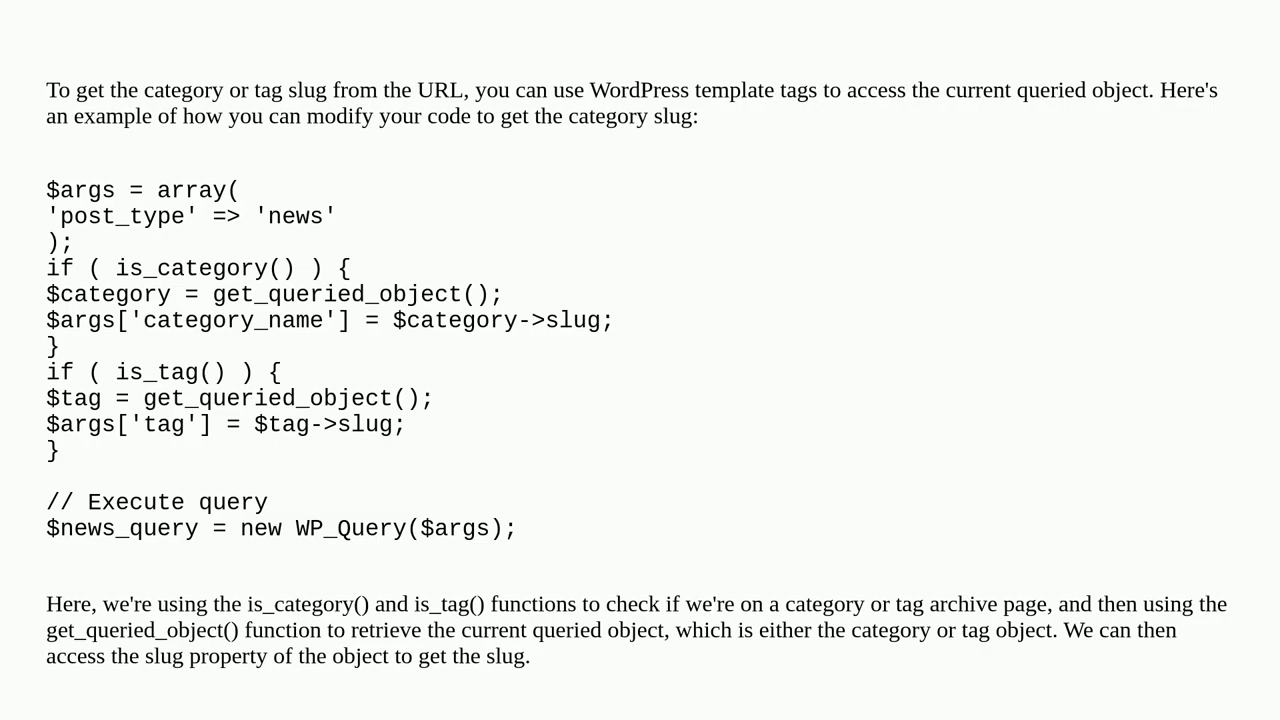 To get the category or tag slug from the URL, you can use WordPress template tags to access the current queried object. Here's
an example of how you can modify your code to get the category slug:
$args = array(
'post_type' => 'news'
);
if ( is_category() ) {
$category = get_queried_object();
$args['category_name'] = $category->slug;
}
if ( is_tag() ) {
$tag = get_queried_object();
$args['tag'] = $tag->slug;
}
// Execute query
$news_query = new WP_Query($args);
Here, we're using the is_category() and is_tag() functions to check if we're on a category or tag archive page, and then using the
get_queried_object() function to retrieve the current queried object, which is either the category or tag object. We can then
access the slug property of the object to get the slug.